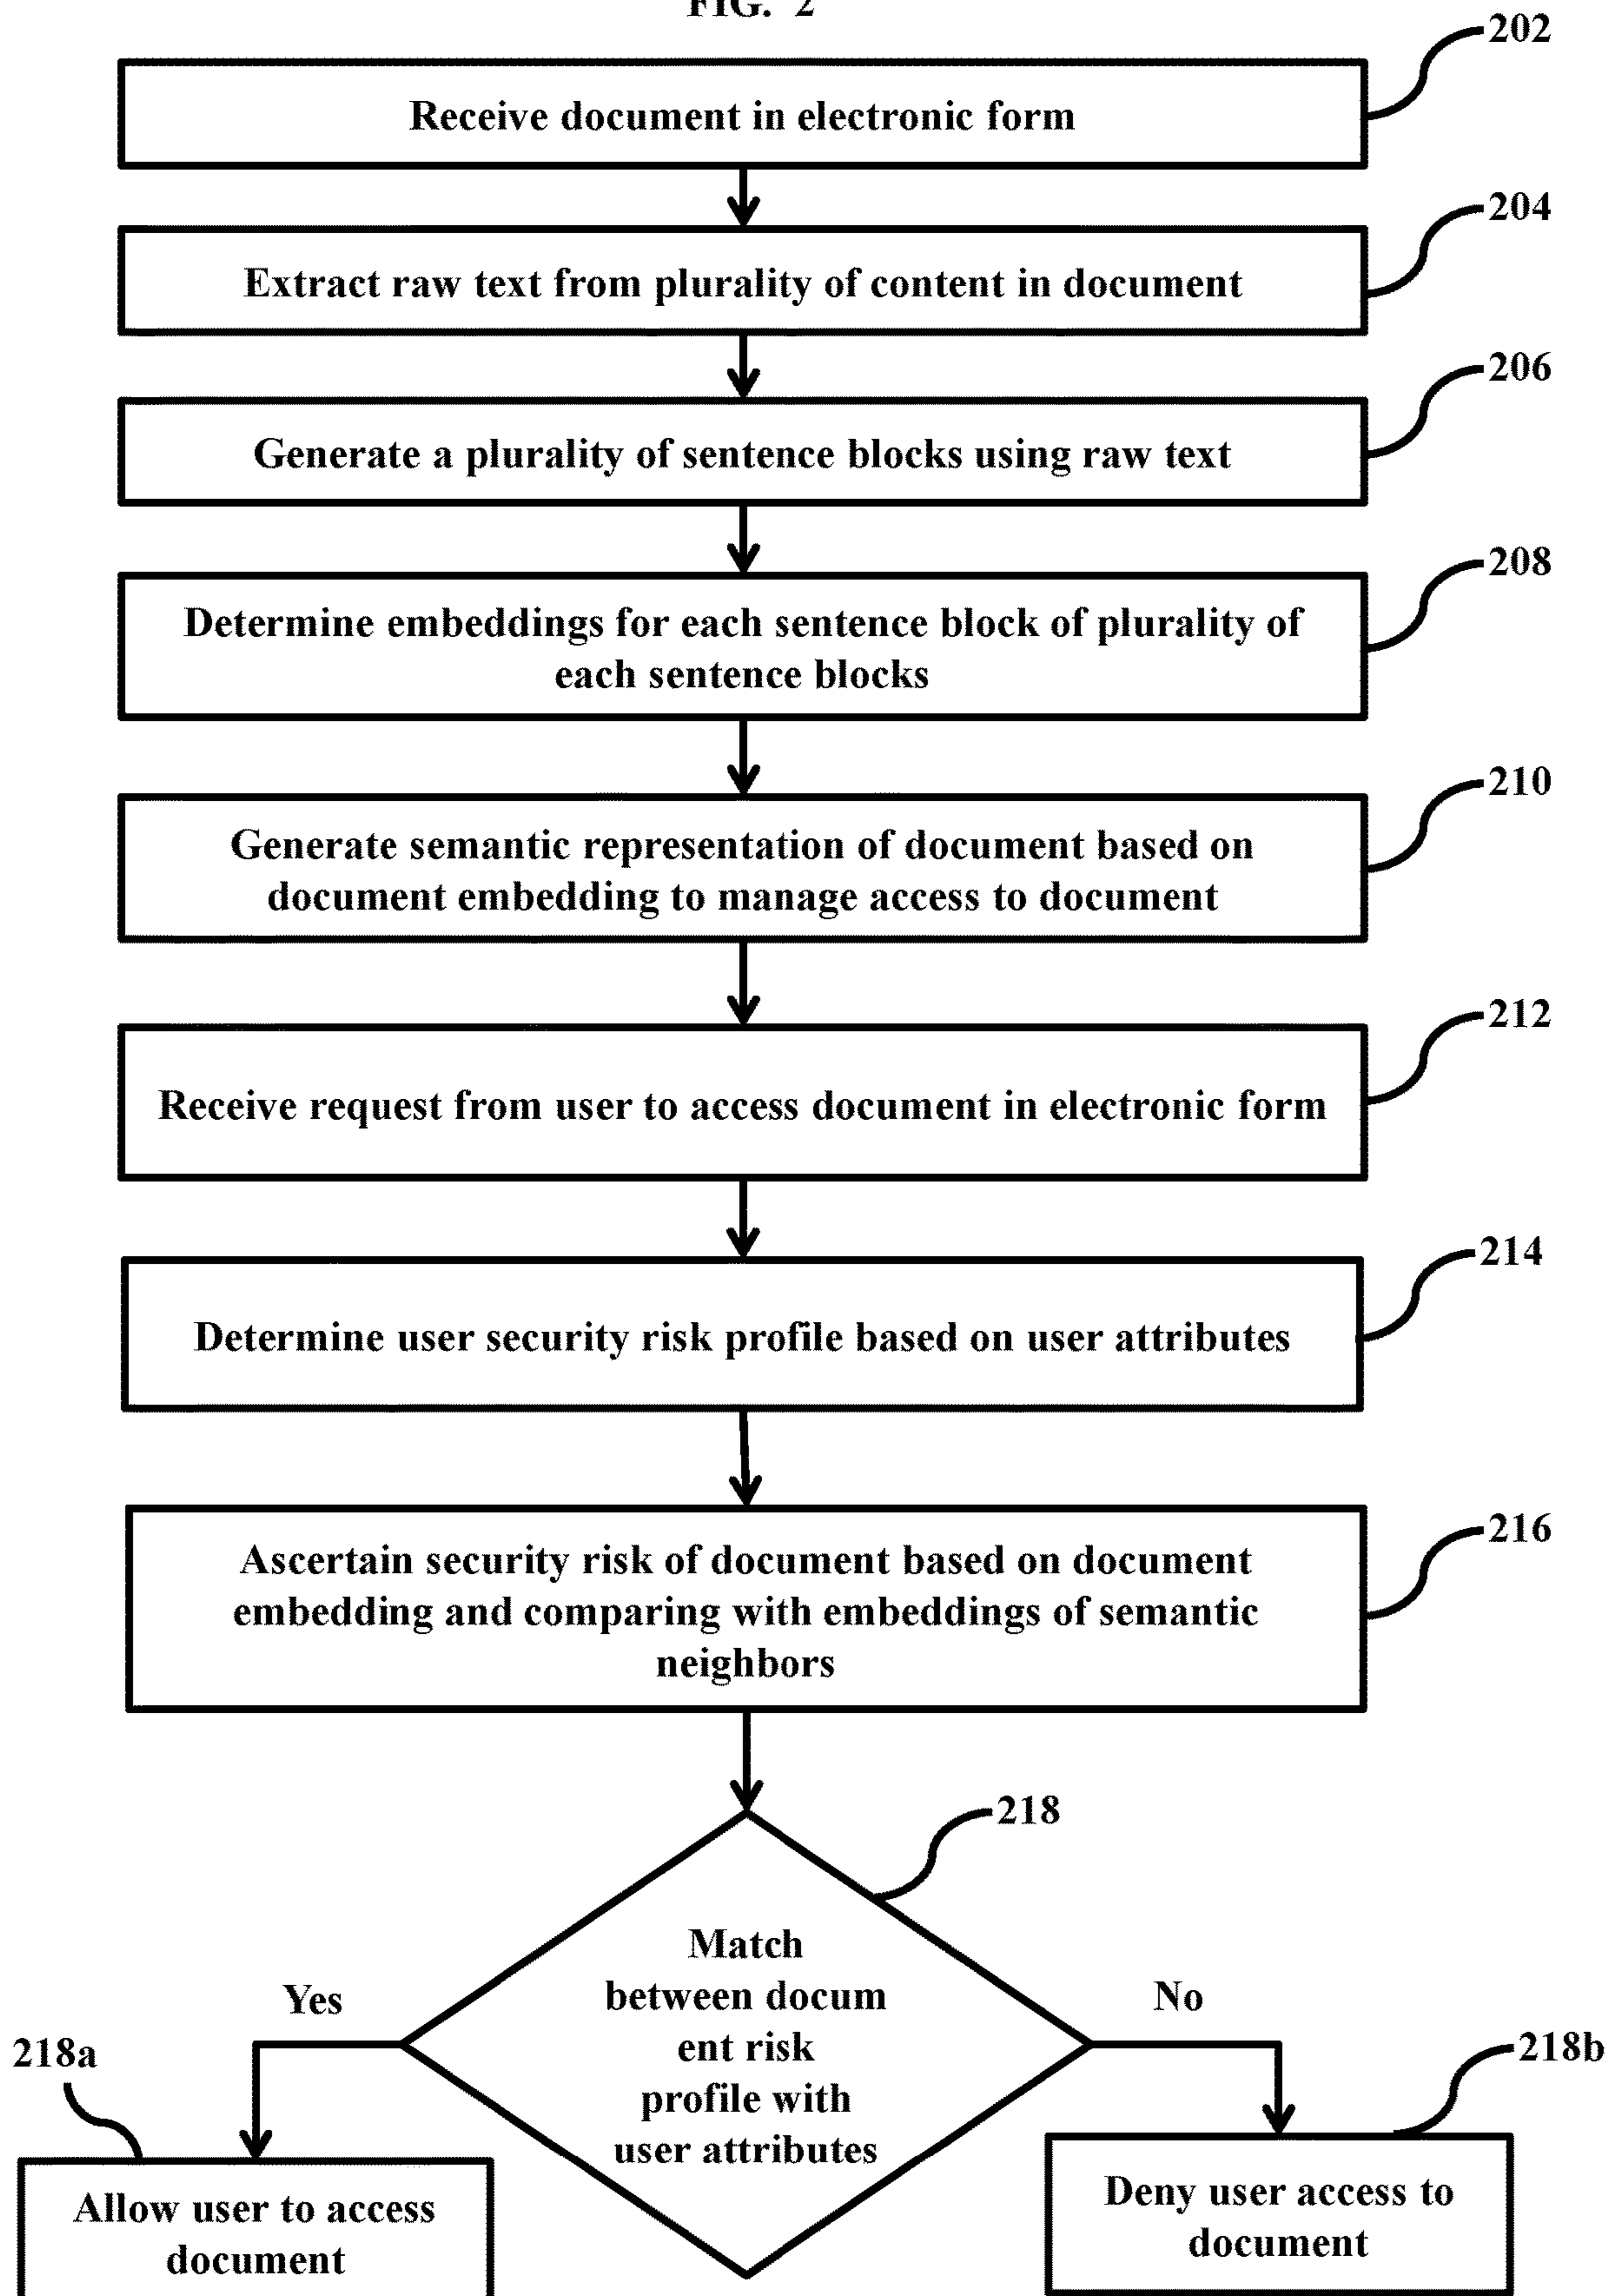 FIG. 2
202
Receive document in electronic form
204
Extract raw text from plurality of content in document
206
Generate a plurality of sentence blocks using raw text
208
Determine embeddings for each sentence block of plurality of
each sentence blocks
210
Generate semantic representation of document based on
document embedding to manage access to document
212
Receive request from user to access document in electronic form
214
Determine user security risk profile based on user attributes
216
Ascertain security risk of document based on document
embedding and comparing with embeddings of semantic
neighbors
218
Match
between docum
ent risk
profile with
user attributes
Yes
No
218a
218b
Allow user to access
document
Deny user access to
document